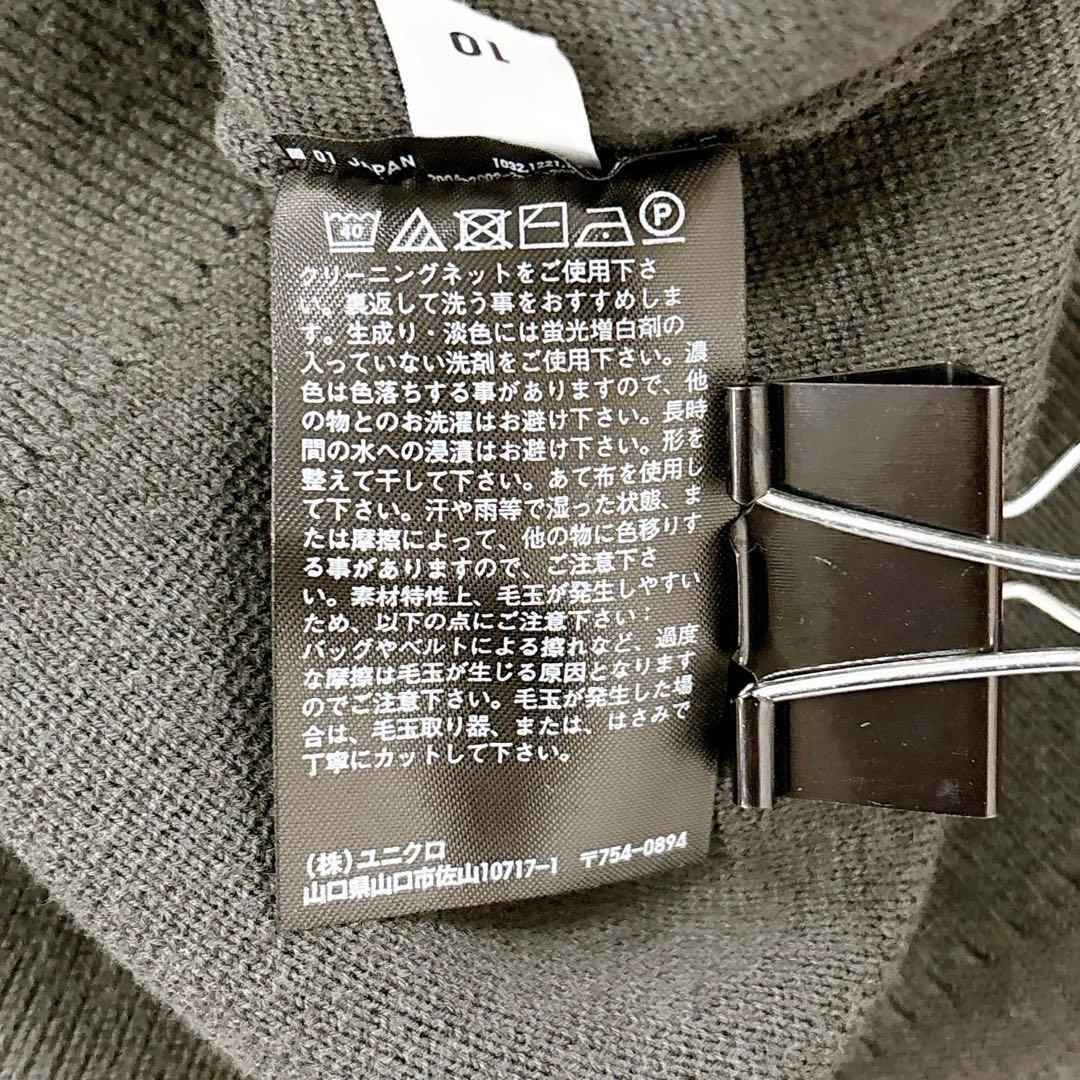 10
01 JAPAN
1032,1221,
40
P
クリーニングネットをご使用下さ
い。裏返して洗う事をおすすめしま
す。生成り・淡色には蛍光増白剤の
入っていない洗剤をご使用下さい。濃
色は色落ちする事がありますので、他
の物とのお洗濯はお避け下さい。長時
間の水への浸漬はお避け下さい。形を
整えて干して下さい。あて布を使用し
て下さい。汗や雨等で湿った状態、ま
たは摩擦によって、他の物に色移りす
る事がありますので、ご注意下さ
い。素材特性上、毛玉が発生しやすい
ため、以下の点にご注意下さい：
バッグやベルトによる擦れなど、過度
な摩擦は毛玉が生じる原因となります
のでご注意下さい。毛玉が発生した場
合は、毛玉取り器、または、はさみで
丁寧にカットして下さい。
(株)ユニクロ
山口県山口市佐山10717-1 〒754-0894